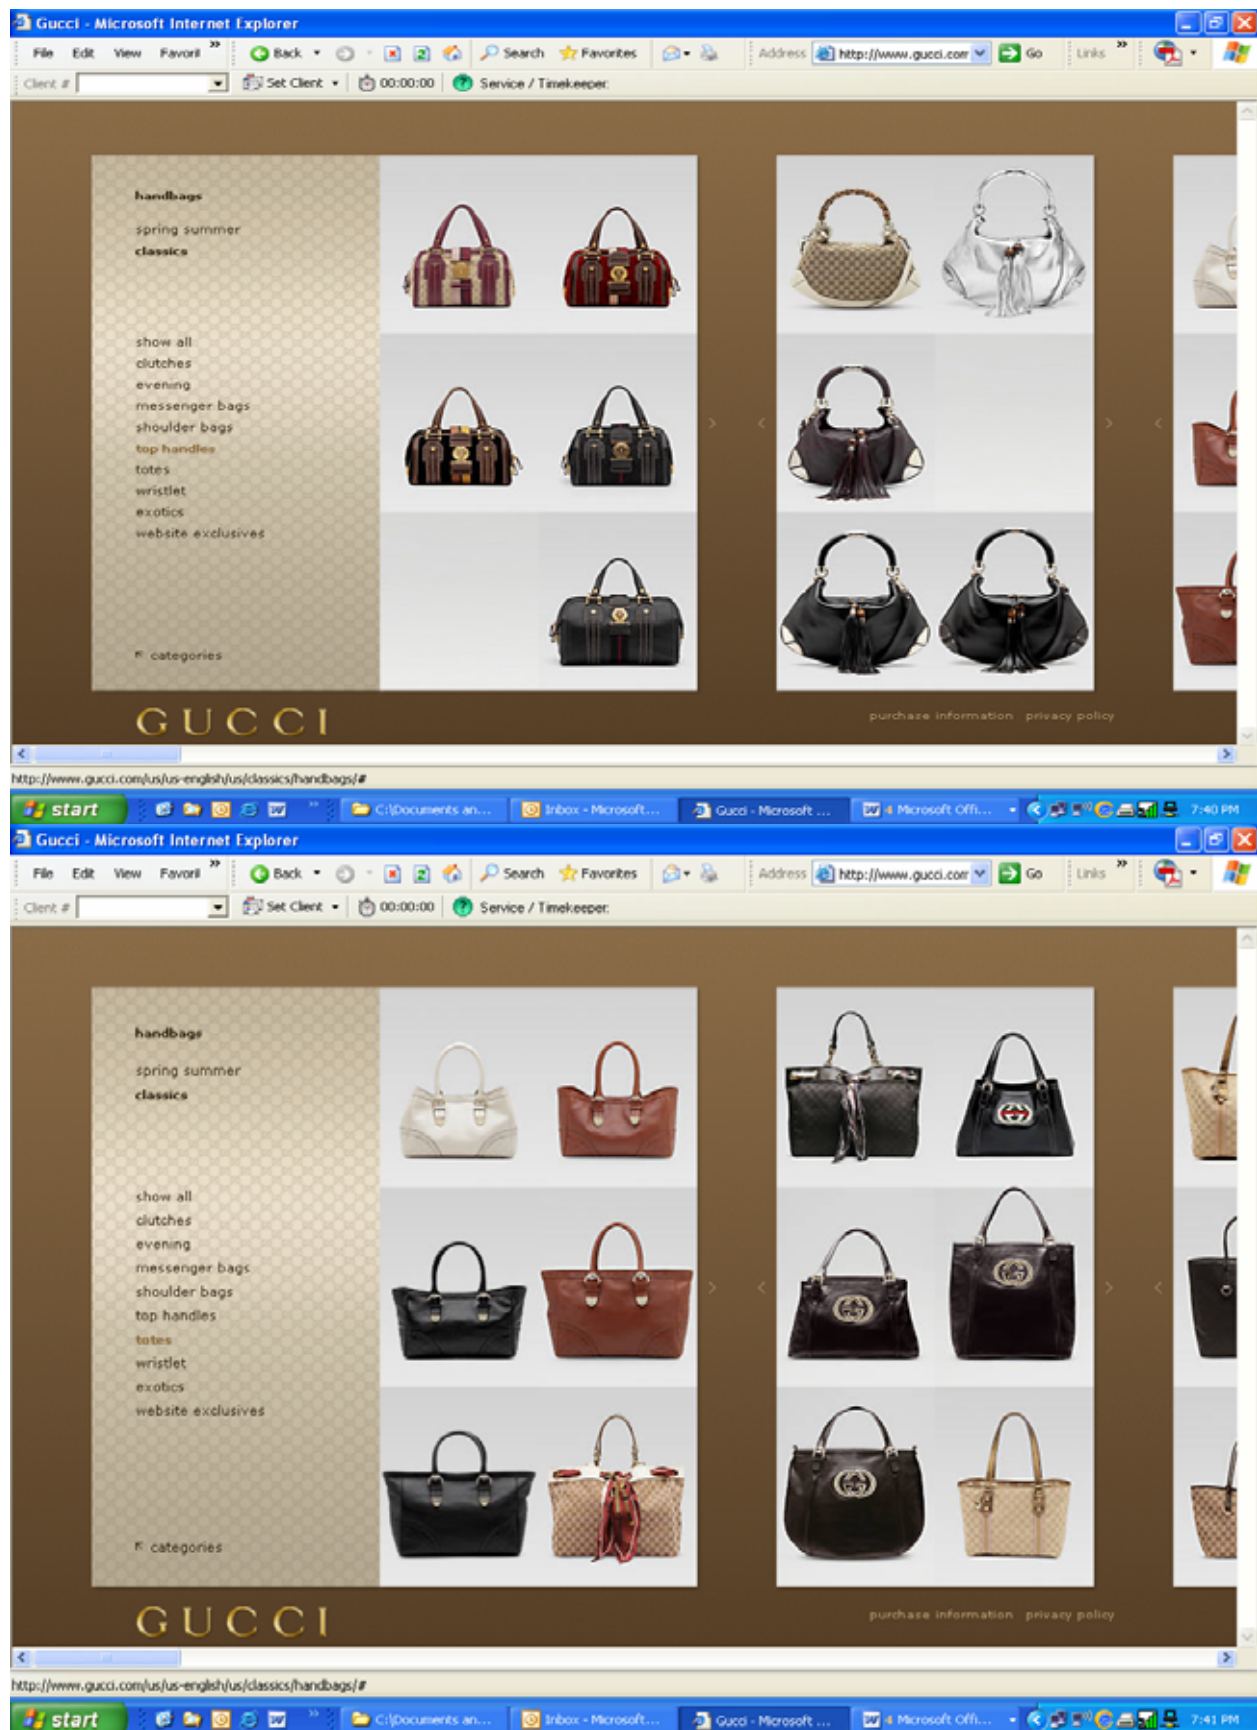 Gucci - Microsoft Internet Explorer
File Edit View Favorit » Back Search Favorites Address http://www.gucci.com Go Links »
Client # Set Client 00:00:00 Service / Timekeeper:
handbags
spring summer
classics
show all
clutches
evening
messenger bags
shoulder bags
top handles
totes
wristlet
exotics
website exclusives
categories
GUCCI
purchase information privacy policy
http://www.gucci.com/us/us-english/us/classics/handbags/#
start » C:\Documents an... Inbox - Microsoft... Gucci - Microsoft ... 4 Microsoft Offi... 7:40 PM
Gucci - Microsoft Internet Explorer
File Edit View Favorit » Back Search Favorites Address http://www.gucci.com Go Links »
Client # Set Client 00:00:00 Service / Timekeeper:
handbags
spring summer
classics
show all
clutches
evening
messenger bags
shoulder bags
top handles
totes
wristlet
exotics
website exclusives
categories
GUCCI
purchase information privacy policy
http://www.gucci.com/us/us-english/us/classics/handbags/#
start » C:\Documents an... Inbox - Microsoft... Gucci - Microsoft ... 4 Microsoft Offi... 7:41 PM